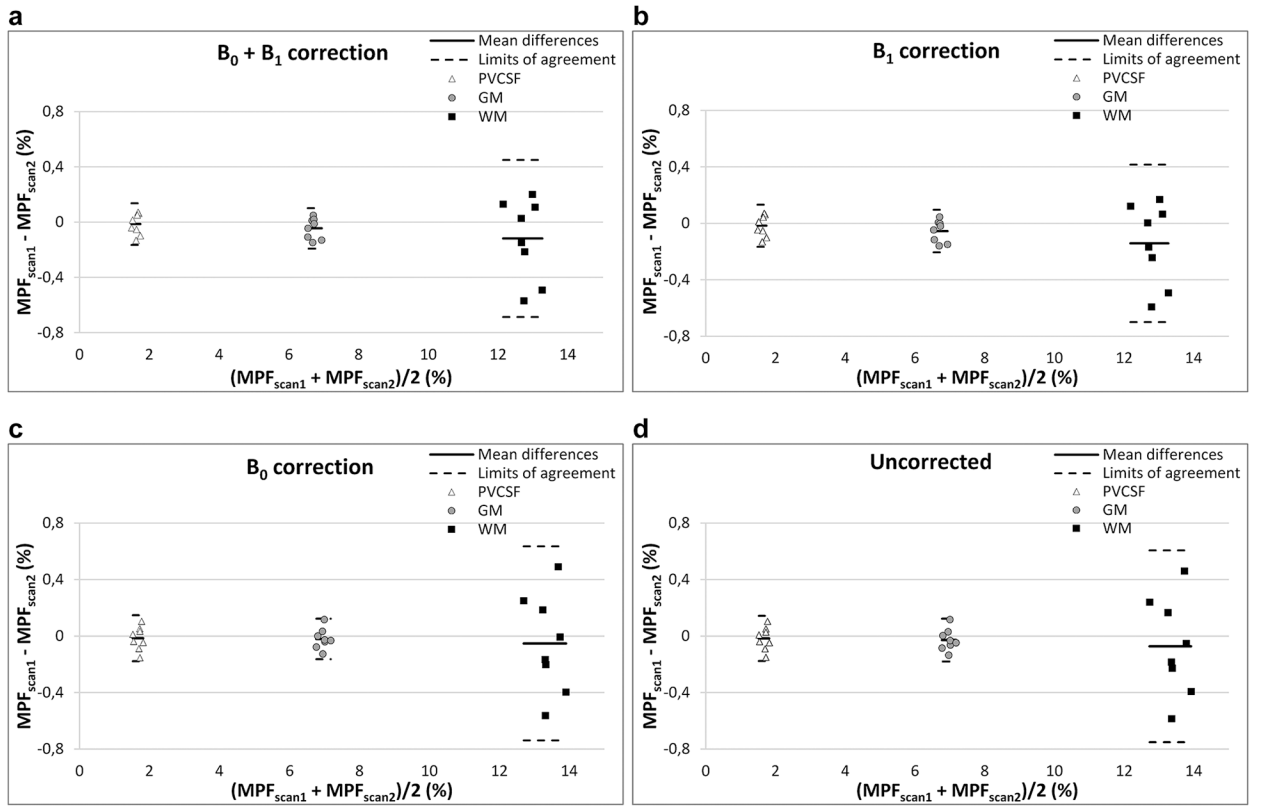 a
B0 + B1 correction
Mean differences
Limits of agreement
PVCSF
GM
WM
MPFscan1 - MPFscan2 (%)
0,8
0,4
0
-0,4
-0,8
0 2 4 6 8 10 12 14
(MPFscan1 + MPFscan2)/2 (%)
b
B1 correction
Mean differences
Limits of agreement
PVCSF
GM
WM
MPFscan1 - MPFscan2 (%)
0,8
0,4
0
-0,4
-0,8
0 2 4 6 8 10 12 14
(MPFscan1 + MPFscan2)/2 (%)
c
B0 correction
Mean differences
Limits of agreement
PVCSF
GM
WM
MPFscan1 - MPFscan2 (%)
0,8
0,4
0
-0,4
-0,8
0 2 4 6 8 10 12 14
(MPFscan1 + MPFscan2)/2 (%)
d
Uncorrected
Mean differences
Limits of agreement
PVCSF
GM
WM
MPFscan1 - MPFscan2 (%)
0,8
0,4
0
-0,4
-0,8
0 2 4 6 8 10 12 14
(MPFscan1 + MPFscan2)/2 (%)